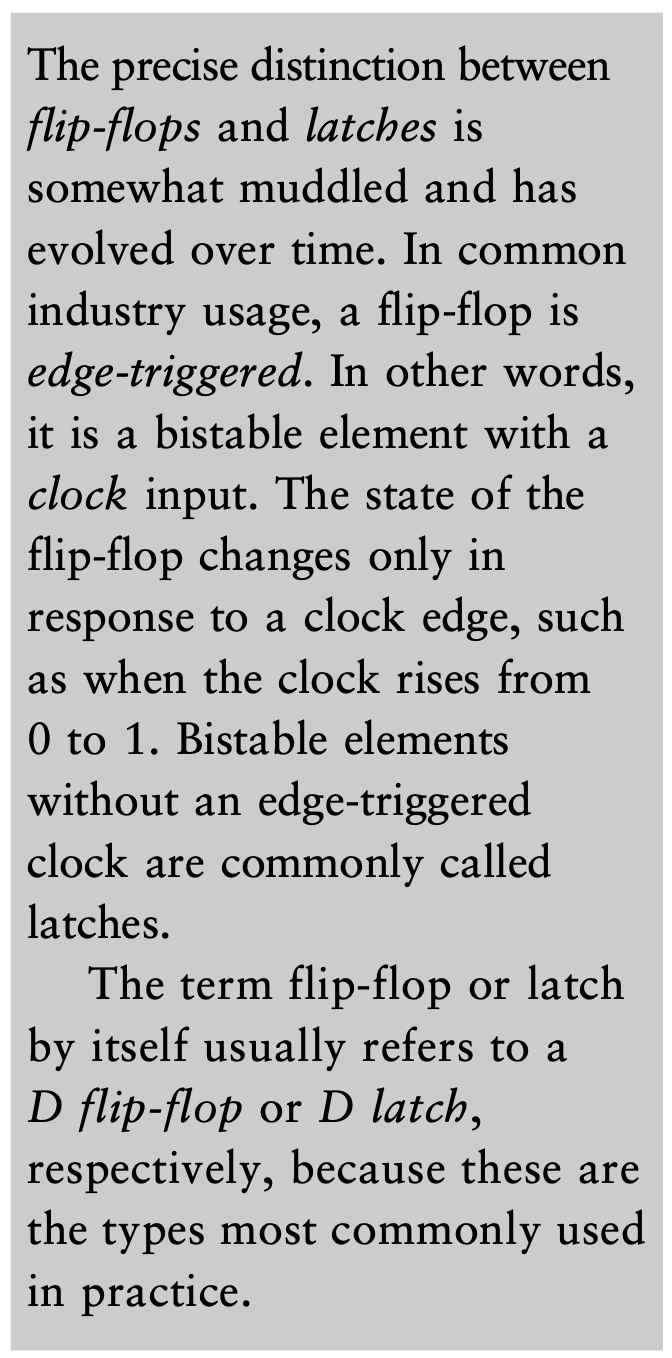 The precise distinction between
flip-flops and latches is
somewhat muddled and has
evolved over time. In common
industry usage, a flip-flop is
edge-triggered. In other words,
it is a bistable element with a
clock input. The state of the
flip-flop changes only in
response to a clock edge, such
as when the clock rises from
0 to 1. Bistable elements
without an edge-triggered
clock are commonly called
latches.
The term flip-flop or latch
by itself usually refers to a
D flip-flop or D latch,
respectively, because these are
the types most commonly used
in practice.